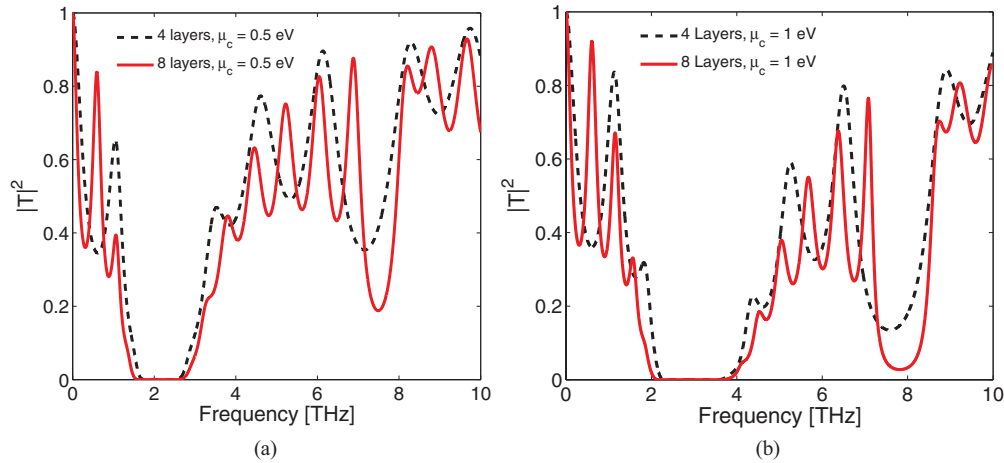 4 layers, μc = 0.5 eV
8 layers, μc = 0.5 eV
|T|²
1
0.8
0.6
0.4
0.2
0
0 2 4 6 8 10
Frequency [THz]
(a)
4 Layers, μc = 1 eV
8 Layers, μc = 1 eV
|T|²
1
0.8
0.6
0.4
0.2
0
0 2 4 6 8 10
Frequency [THz]
(b)